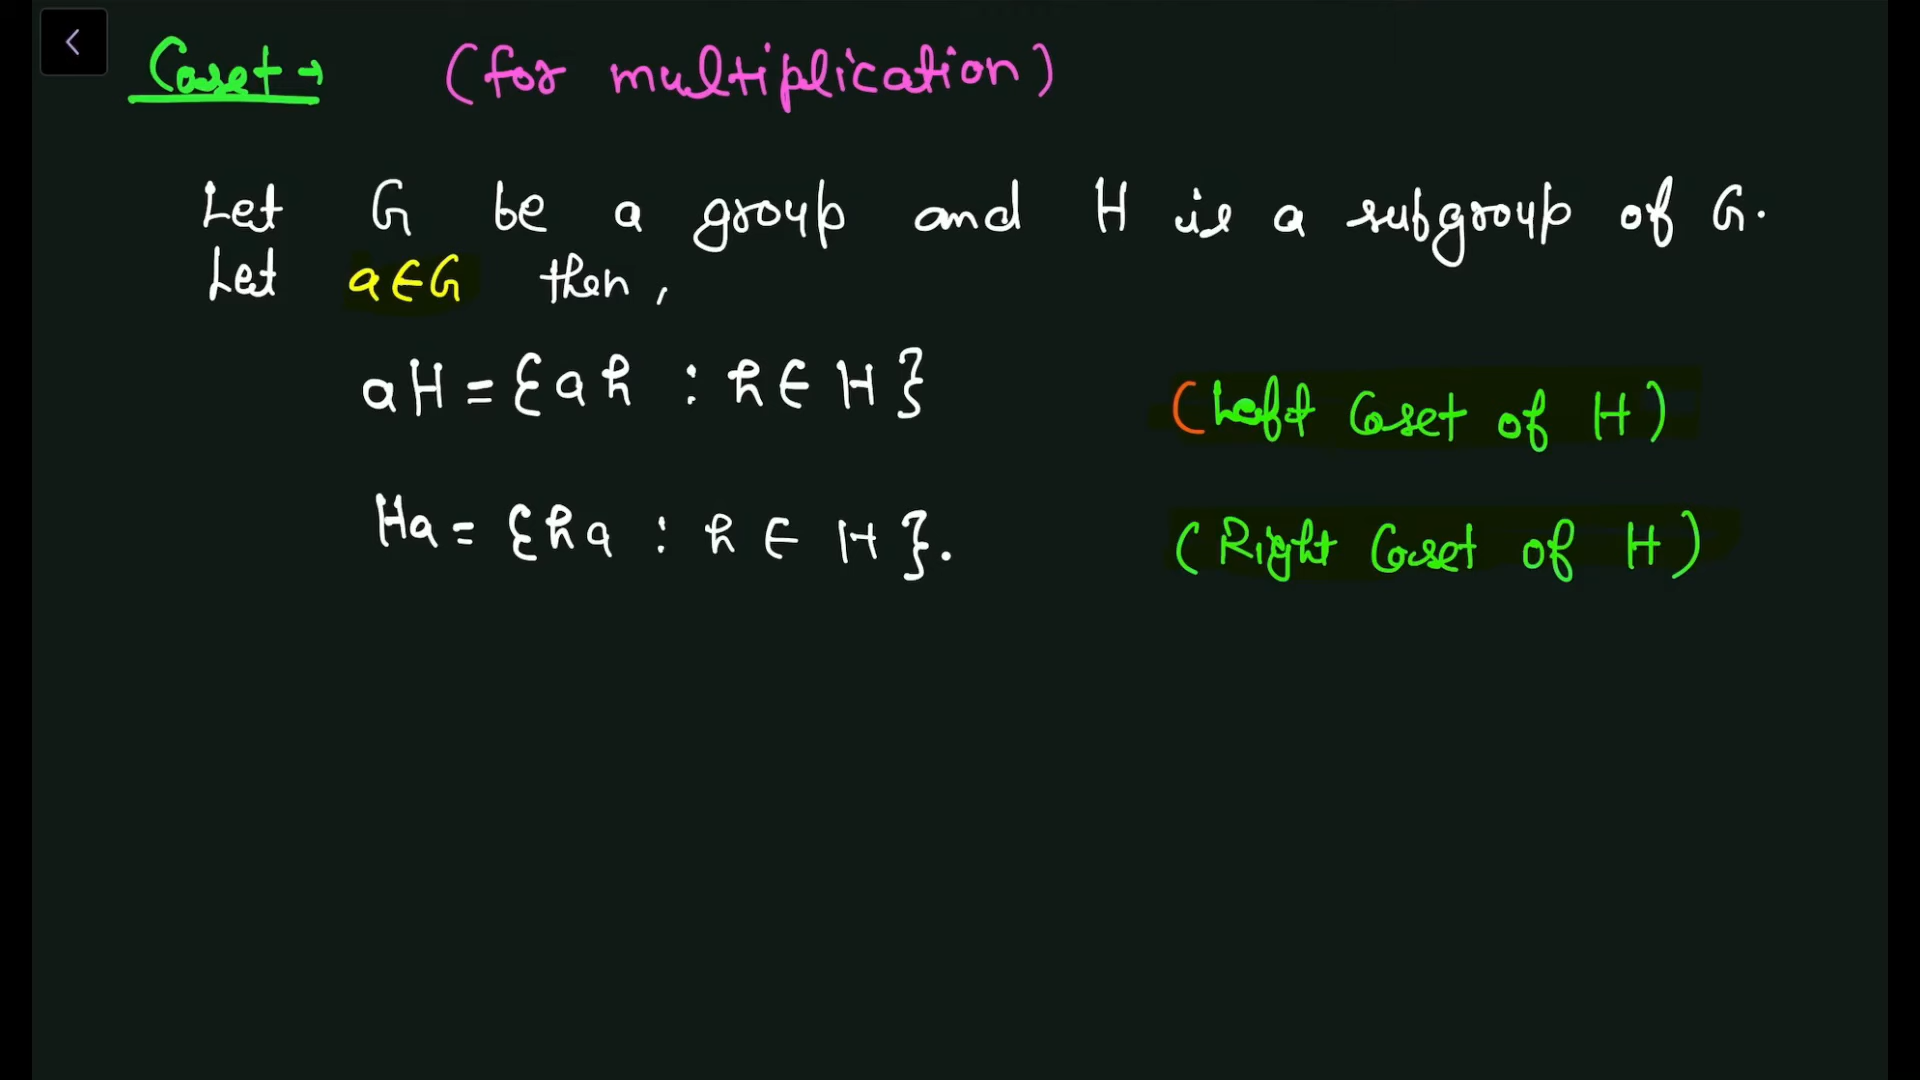 Coset → (for multiplication)
Let G be a group and H is a subgroup of G.
Let a∈G then,
aH = {ah : h∈H} (Left Coset of H)
Ha = {ha : h∈H}. (Right Coset of H)